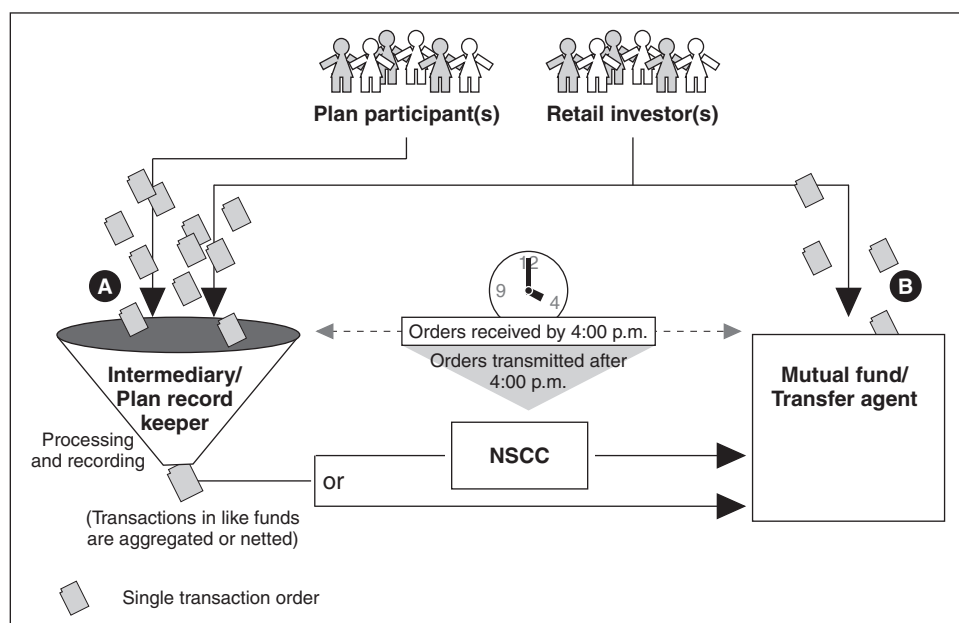 Plan participant(s)
Retail investor(s)
A
B
12
9
4
Orders received by 4:00 p.m.
Orders transmitted after
4:00 p.m.
Intermediary/
Plan record
keeper
Mutual fund/
Transfer agent
Processing
and recording
NSCC
or
(Transactions in like funds
are aggregated or netted)
Single transaction order